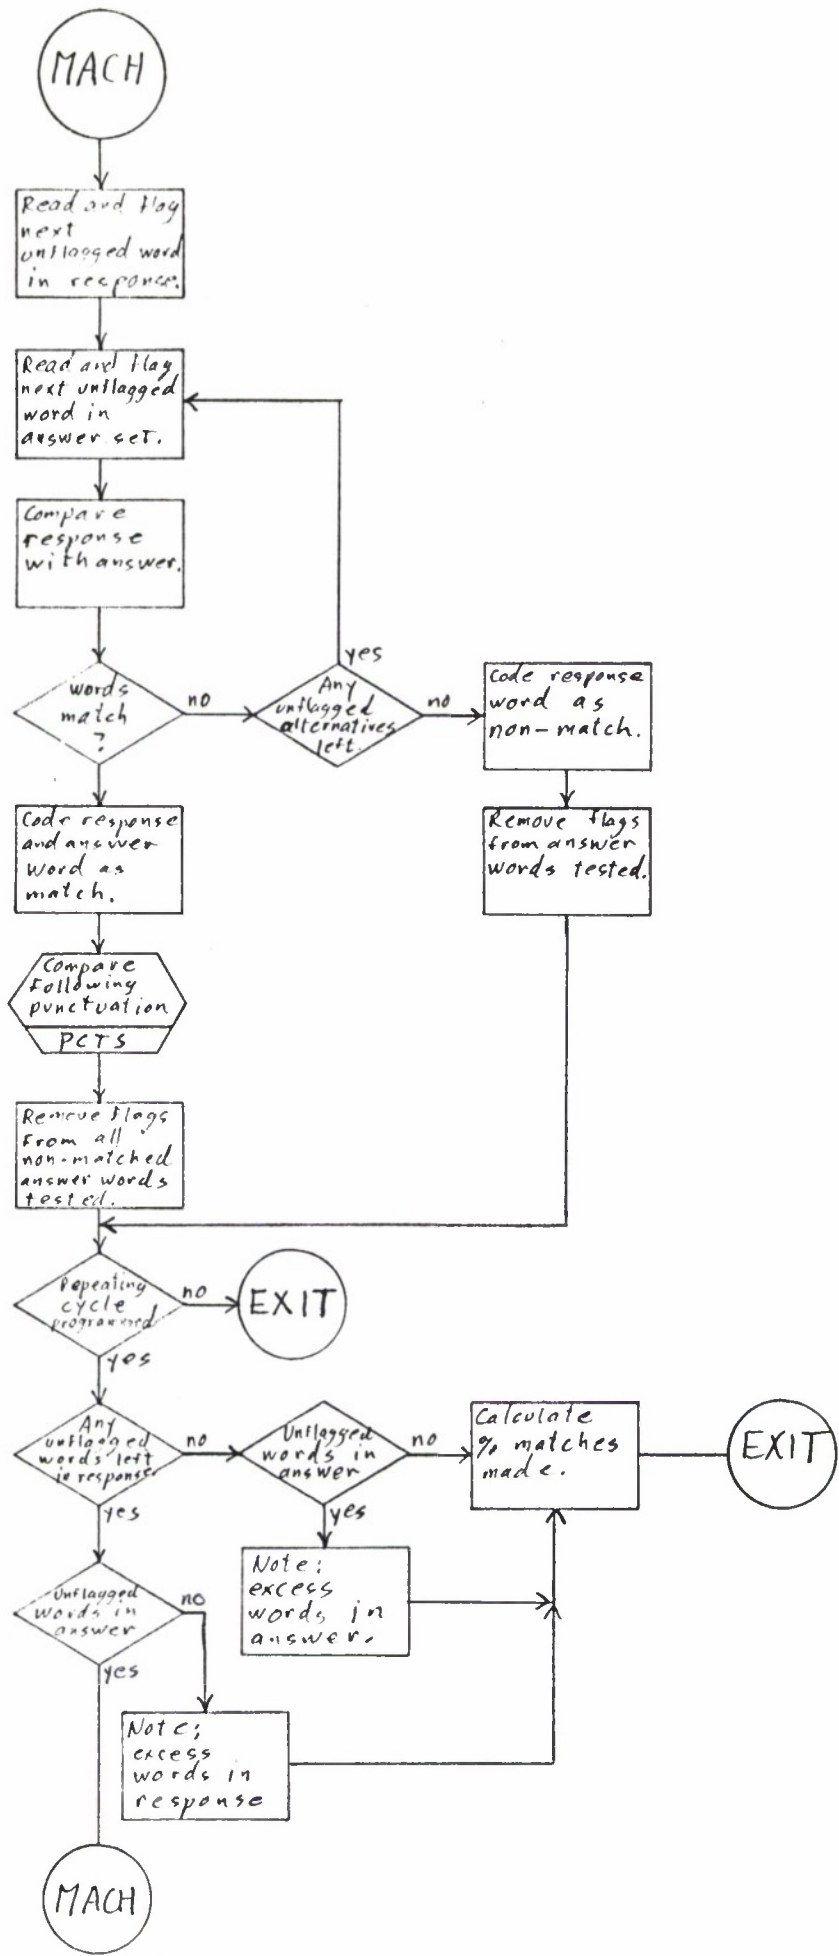 MACH
Read and flag
next
unflagged word
in response.
Read and flag
next unflagged
word in
answer set.
Compare
response
with answer.
words
match
?
no
Any
unflagged
alternatives
left.
yes
no
Code response
word as
non-match.
Remove flags
from answer
words tested.
Code response
and answer
word as
match.
Compare
following
punctuation
PCTS
Remove flags
from all
non-matched
answer words
tested.
Repeating
cycle
programmed
no
EXIT
yes
Any
unflagged
words left
in response
no
Unflagged
words in
answer
no
Calculate
% matches
made.
EXIT
yes
yes
Note;
excess
words in
answer.
Unflagged
words in
answer
no
yes
Note;
excess
words in
response
MACH